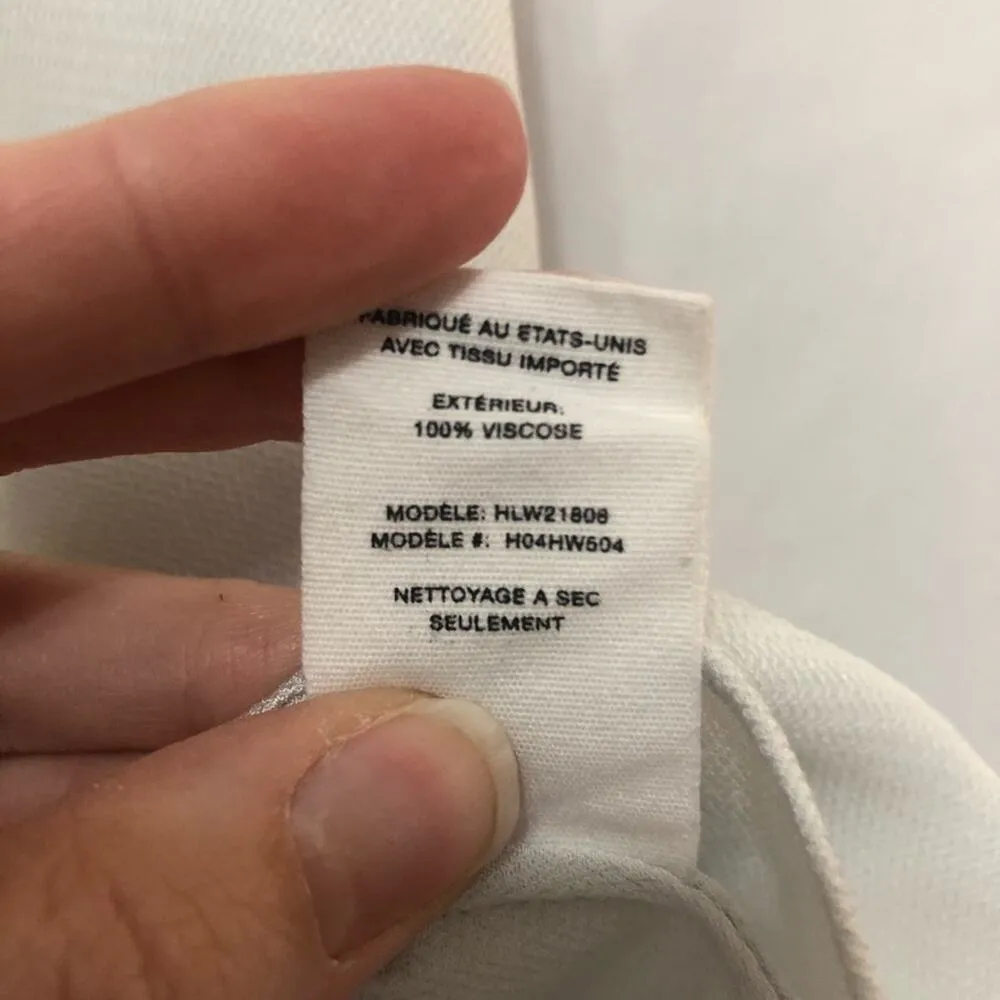 FABRIQUÉ AU ETATS-UNIS
AVEC TISSU IMPORTÉ
EXTÉRIEUR:
100% VISCOSE
MODÈLE: HLW21808
MODÈLE #: H04HW504
NETTOYAGE A SEC
SEULEMENT